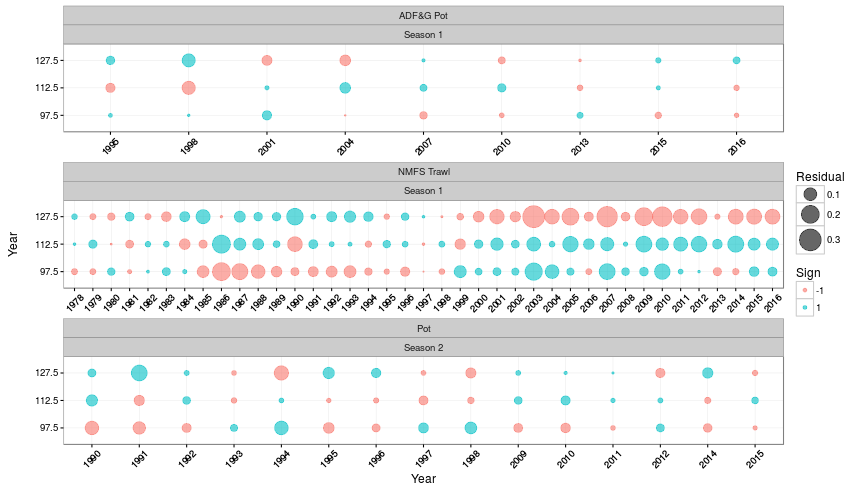 ADF&G Pot
Season 1
127.5
112.5
97.5
1995 1998 2001 2004 2007 2010 2013 2015 2016
NMFS Trawl
Season 1
127.5
112.5
97.5
1978 1979 1980 1981 1982 1983 1984 1985 1986 1987 1988 1989 1990 1991 1992 1993 1994 1995 1996 1997 1998 1999 2000 2001 2002 2003 2004 2005 2006 2007 2008 2009 2010 2011 2012 2013 2014 2015 2016
Pot
Season 2
127.5
112.5
97.5
1990 1991 1992 1993 1994 1995 1996 1997 1998 2009 2010 2011 2012 2014 2015
Year
Year
Residual
0.1
0.2
0.3
Sign
-1
1